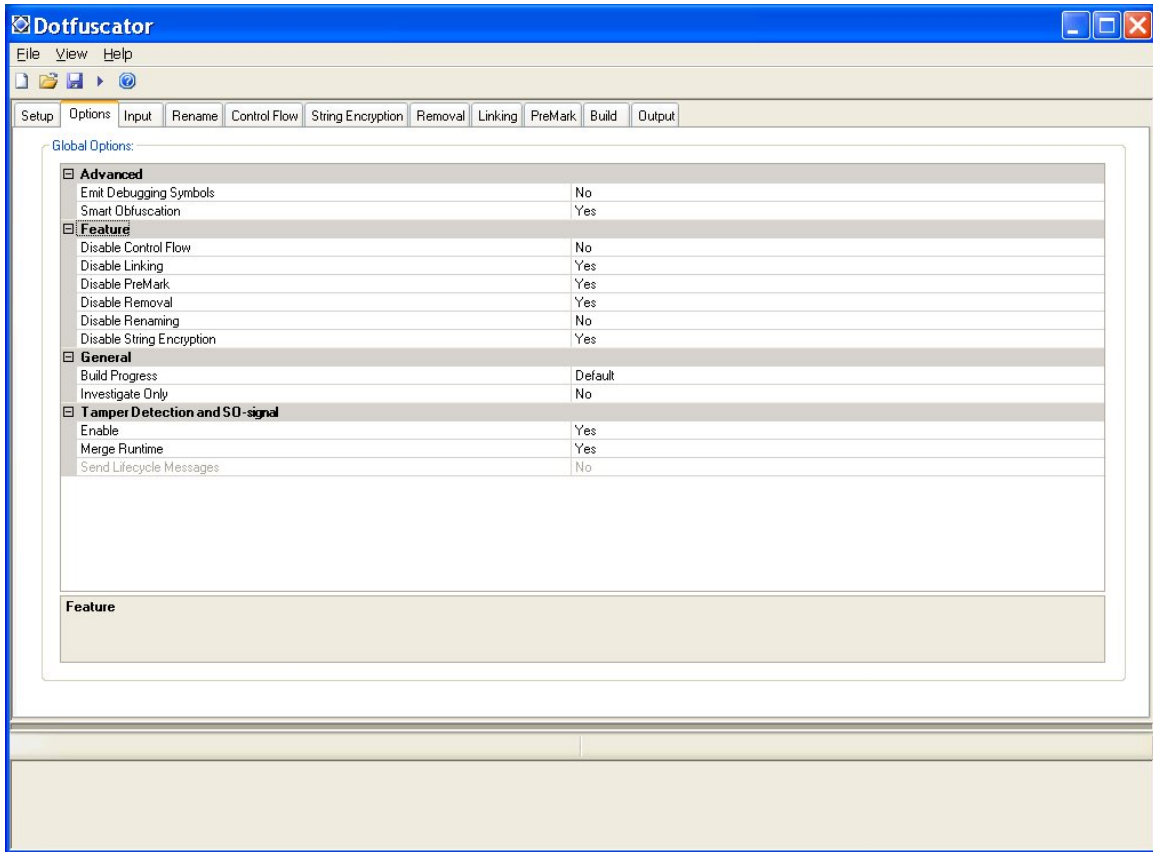 Dotfuscator
File View Help
Setup Options Input Rename Control Flow String Encryption Removal Linking PreMark Build Output
Global Options:
Advanced
Emit Debugging Symbols No
Smart Obfuscation Yes
Feature
Disable Control Flow No
Disable Linking Yes
Disable PreMark Yes
Disable Removal Yes
Disable Renaming No
Disable String Encryption Yes
General
Build Progress Default
Investigate Only No
Tamper Detection and SO-signal
Enable Yes
Merge Runtime Yes
Send Lifecycle Messages No
Feature